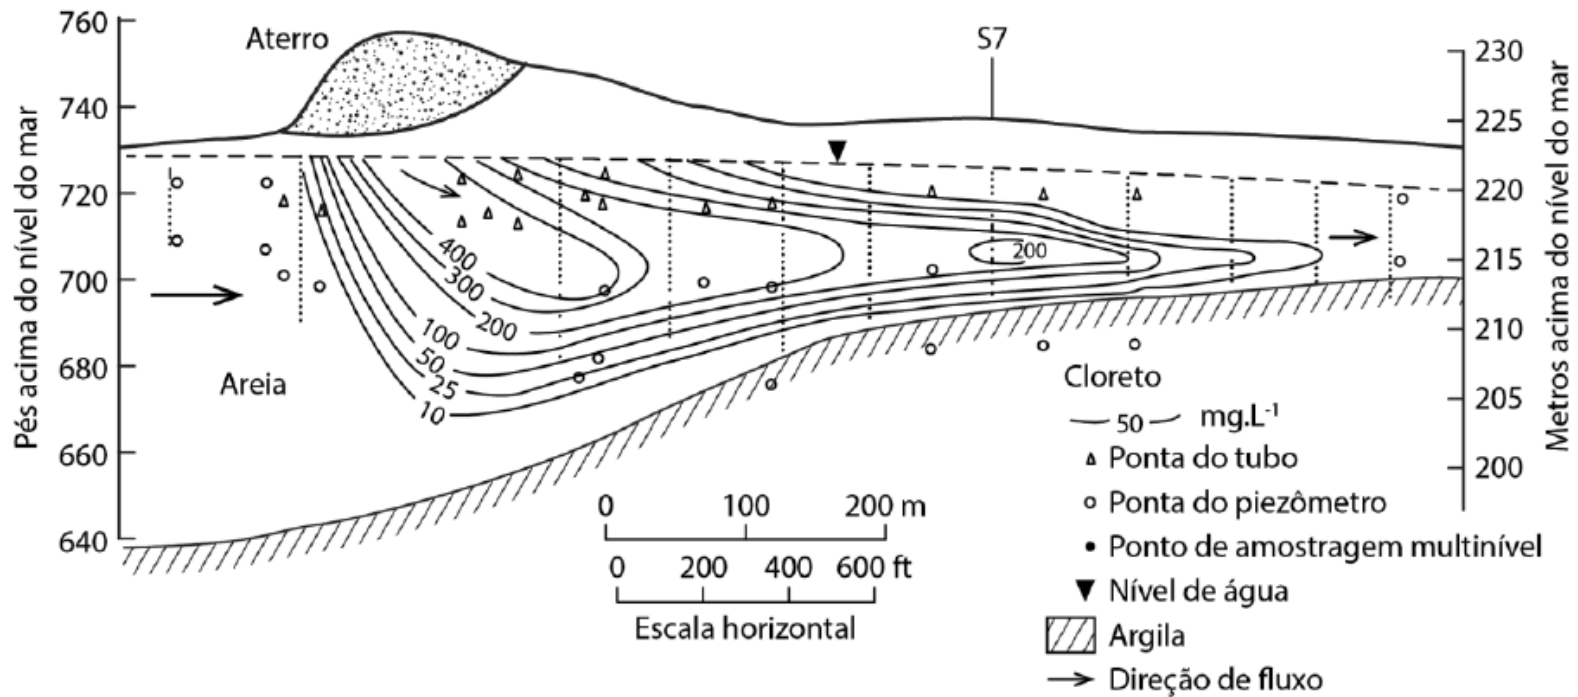 760
740
720
700
680
660
640
Pés acima do nível do mar
Aterro
S7
230
225
220
215
210
205
200
Metros acima do nível do mar
400
300
200
100
50
25
10
200
Areia
0 100 200 m
0 200 400 600 ft
Escala horizontal
Cloreto
50 mg.L⁻¹
Ponta do tubo
Ponta do piezômetro
Ponto de amostragem multinível
Nível de água
Argila
Direção de fluxo